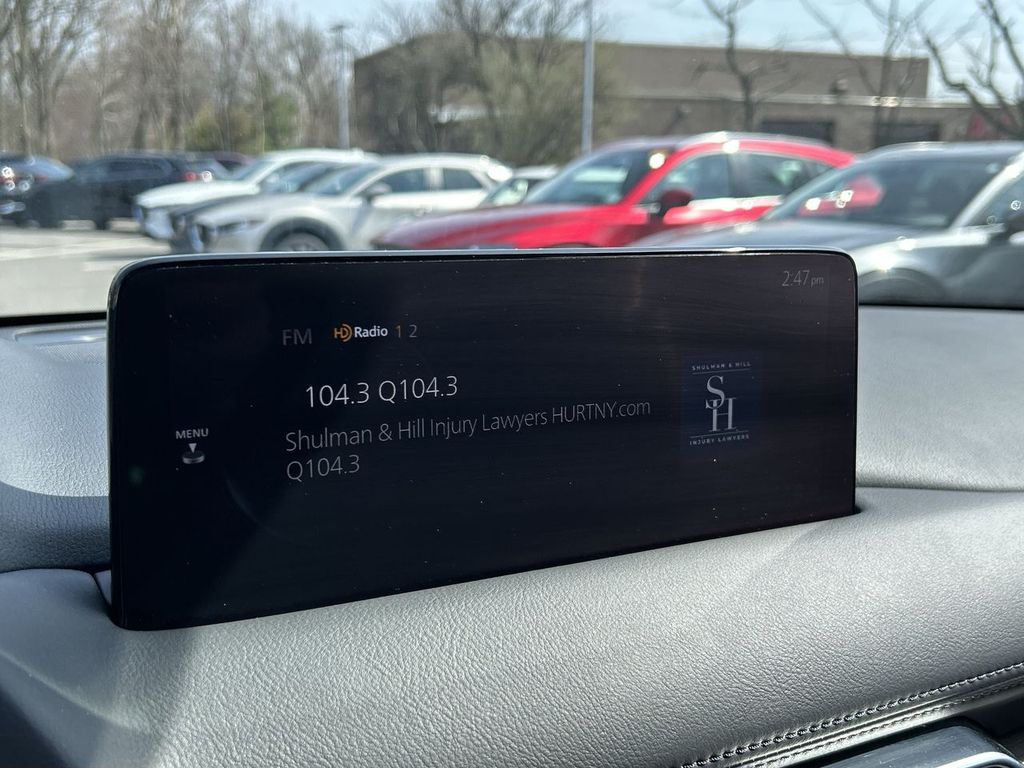 2:47 pm
FM HD Radio 1 2
104.3 Q104.3
Shulman & Hill Injury Lawyers HURTNY.com
Q104.3
MENU
SHULMAN & HILL
SH
INJURY LAWYERS